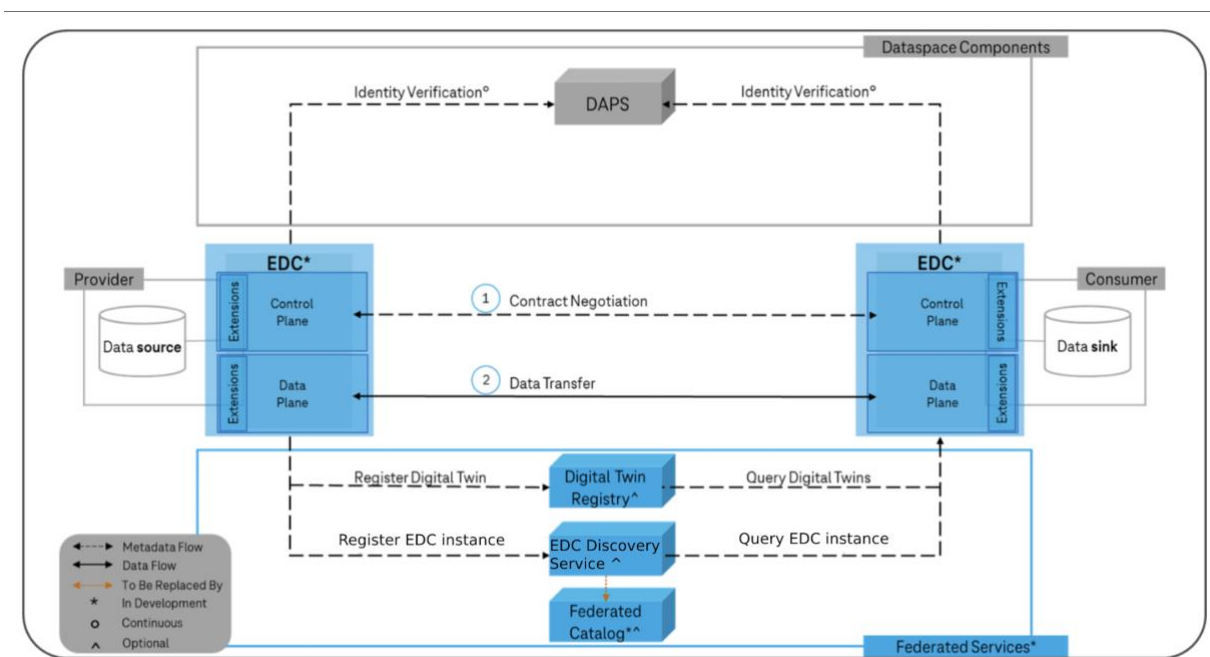 Dataspace Components
Identity Verification°
DAPS
Identity Verification°
EDC*
EDC*
Provider
Consumer
Extensions
Control
Plane
1 Contract Negotiation
Control
Plane
Extensions
Data source
Data sink
Extensions
Data
Plane
2 Data Transfer
Data
Plane
Extensions
Register Digital Twin
Digital Twin
Registry^
Query Digital Twins
Register EDC instance
EDC Discovery
Service ^
Query EDC instance
Federated
Catalog*^
Metadata Flow
Data Flow
To Be Replaced By
* In Development
o Continuous
^ Optional
Federated Services*